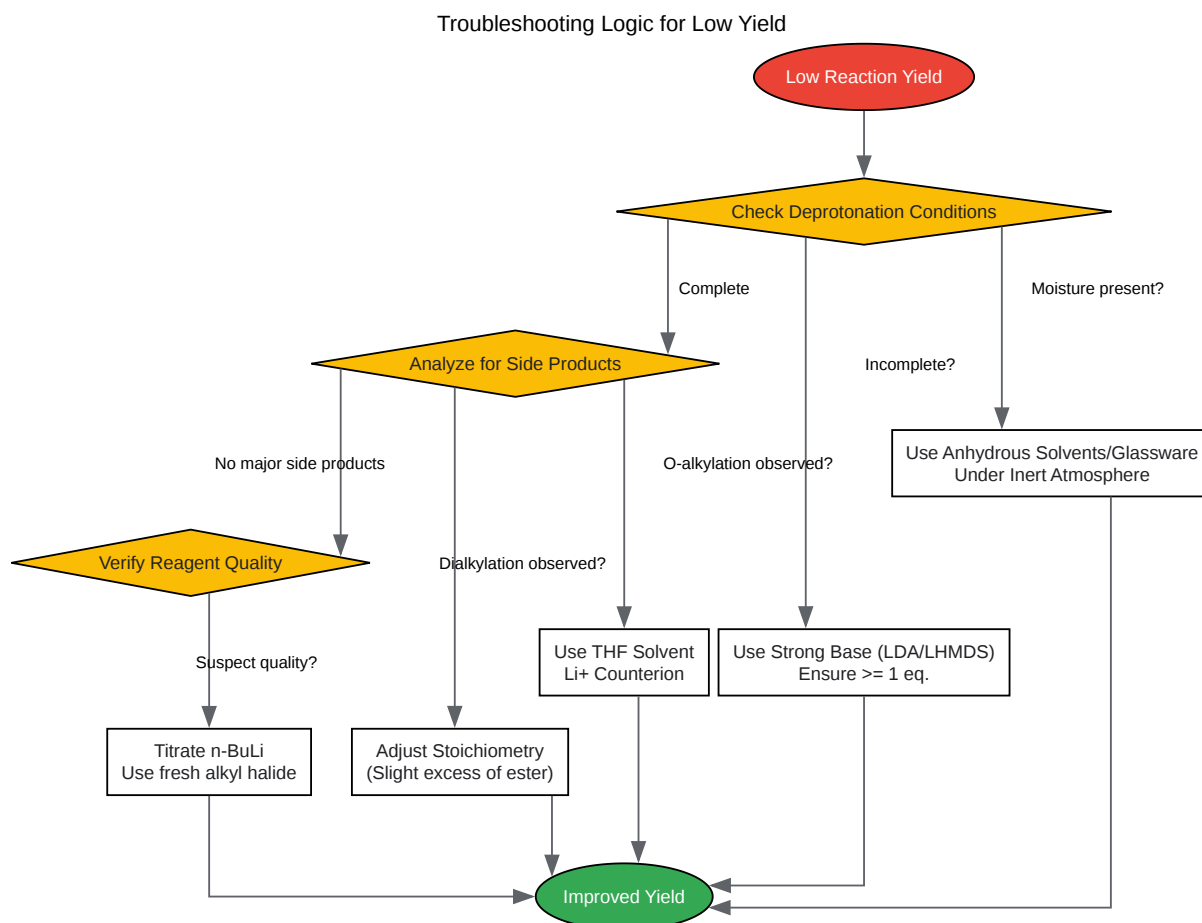 Troubleshooting Logic for Low Yield
Low Reaction Yield
Check Deprotonation Conditions
Complete
Moisture present?
Analyze for Side Products
Incomplete?
Use Anhydrous Solvents/Glassware
Under Inert Atmosphere
No major side products
O-alkylation observed?
Verify Reagent Quality
Dialkylation observed?
Use THF Solvent
Li+ Counterion
Use Strong Base (LDA/LHMDS)
Ensure >= 1 eq.
Suspect quality?
Titrate n-BuLi
Use fresh alkyl halide
Adjust Stoichiometry
(Slight excess of ester)
Improved Yield